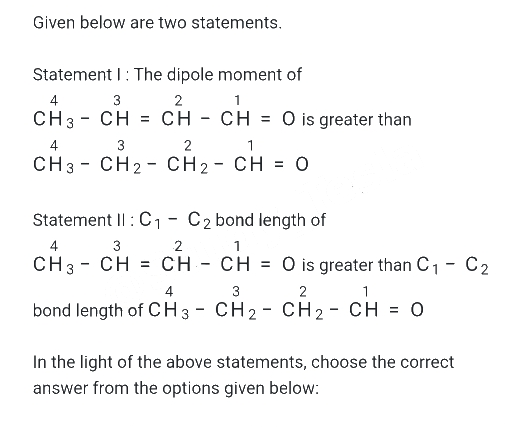 Given below are two statements.
Statement I : The dipole moment of
4 3 2 1
CH3 - CH = CH - CH = O is greater than
4 3 2 1
CH3 - CH2 - CH2 - CH = O
Statement II : C1 - C2 bond length of
4 3 2 1
CH3 - CH = CH - CH = O is greater than C1 - C2
4 3 2 1
bond length of CH3 - CH2 - CH2 - CH = O
In the light of the above statements, choose the correct
answer from the options given below: